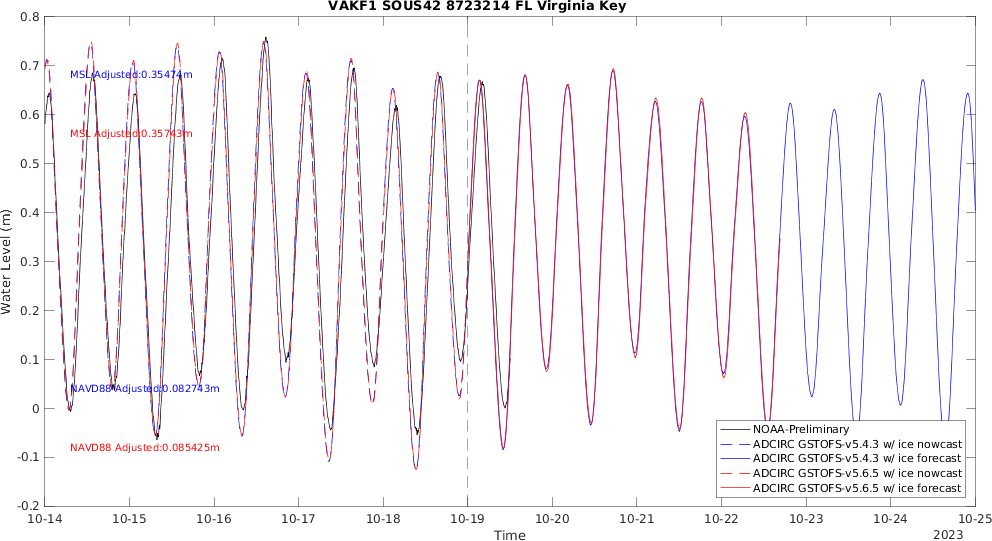 VAKF1 SOUS42 8723214 FL Virginia Key
0.8
0.7
0.6
0.5
0.4
0.3
0.2
0.1
0
-0.1
-0.2
Water Level (m)
MSL Adjusted:0.35474m
MSL Adjusted:0.35743m
NAVD88 Adjusted:0.082743m
NAVD88 Adjusted:0.085425m
NOAA-Preliminary
ADCIRC GSTOFS-v5.4.3 w/ ice nowcast
ADCIRC GSTOFS-v5.4.3 w/ ice forecast
ADCIRC GSTOFS-v5.6.5 w/ ice nowcast
ADCIRC GSTOFS-v5.6.5 w/ ice forecast
10-14 10-15 10-16 10-17 10-18 10-19 10-20 10-21 10-22 10-23 10-24 10-25
Time
2023